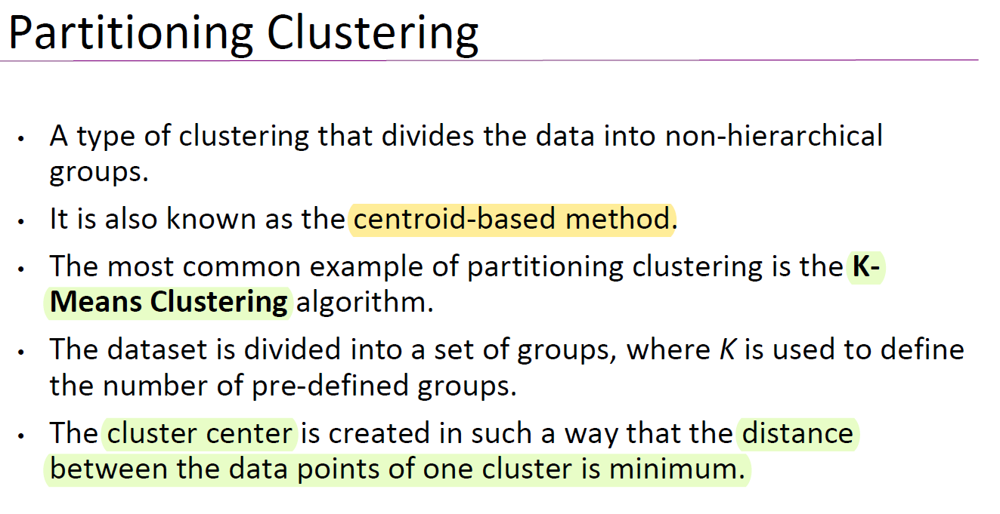 Partitioning Clustering
• A type of clustering that divides the data into non-hierarchical
groups.
• It is also known as the centroid-based method.
• The most common example of partitioning clustering is the K-
Means Clustering algorithm.
• The dataset is divided into a set of groups, where K is used to define
the number of pre-defined groups.
• The cluster center is created in such a way that the distance
between the data points of one cluster is minimum.